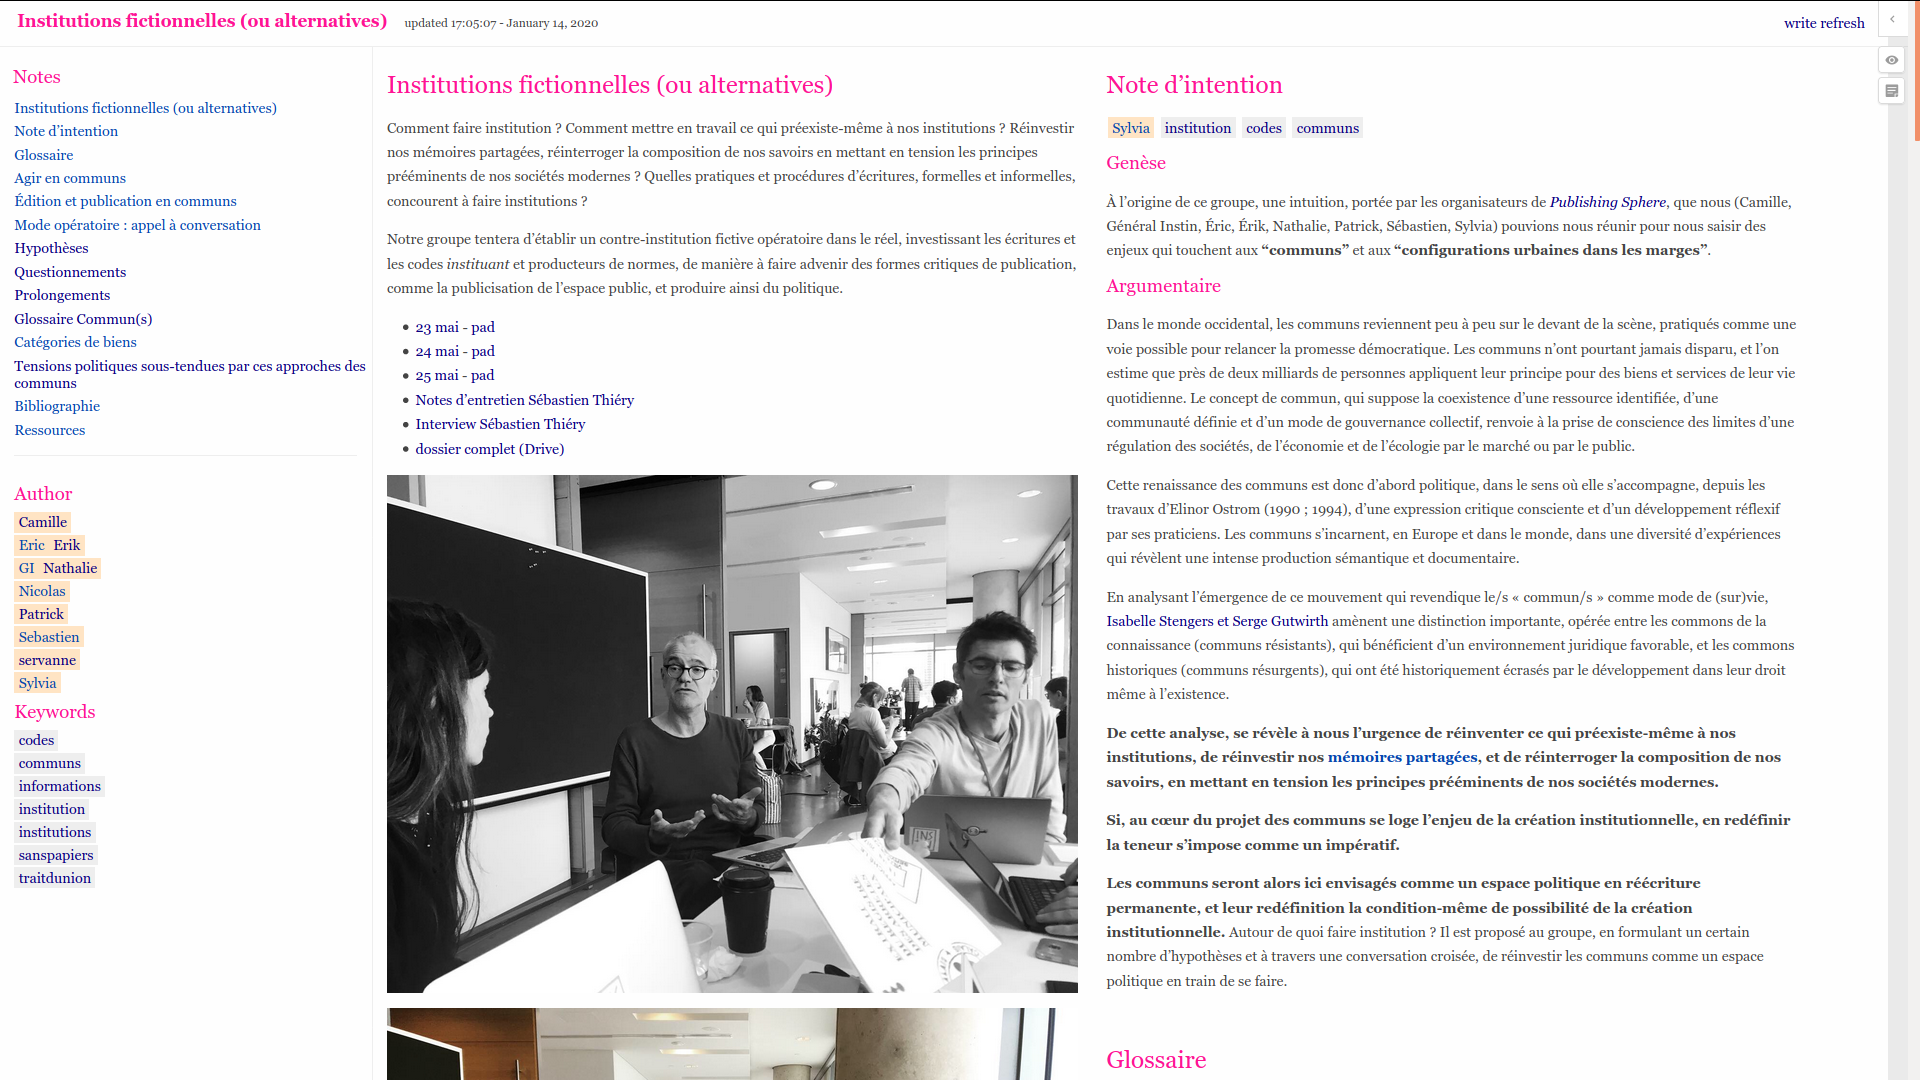 Institutions fictionnelles (ou alternatives)
updated 17:05:07 - January 14, 2020
write refresh
Notes
Institutions fictionnelles (ou alternatives)
Note d’intention
Glossaire
Agir en communs
Édition et publication en communs
Mode opératoire : appel à conversation
Hypothèses
Questionnements
Prolongements
Glossaire Commun(s)
Catégories de biens
Tensions politiques sous-tendues par ces approches des
communs
Bibliographie
Ressources
Author
Camille
Eric Erik
GI Nathalie
Nicolas
Patrick
Sebastien
servanne
Sylvia
Keywords
codes
communs
informations
institution
institutions
sanspapiers
traitdunion
Institutions fictionnelles (ou alternatives)
Comment faire institution ? Comment mettre en travail ce qui préexiste-même à nos institutions ? Réinvestir
nos mémoires partagées, réinterroger la composition de nos savoirs en mettant en tension les principes
prééminents de nos sociétés modernes ? Quelles pratiques et procédures d’écritures, formelles et informelles,
concourent à faire institutions ?
Notre groupe tentera d’établir un contre-institution fictive opératoire dans le réel, investissant les écritures et
les codes instituant et producteurs de normes, de manière à faire advenir des formes critiques de publication,
comme la publicisation de l’espace public, et produire ainsi du politique.
23 mai - pad
24 mai - pad
25 mai - pad
Notes d’entretien Sébastien Thiéry
Interview Sébastien Thiéry
dossier complet (Drive)
INS
Note d’intention
Sylvia institution codes communs
Genèse
À l’origine de ce groupe, une intuition, portée par les organisateurs de Publishing Sphere, que nous (Camille,
Général Instin, Éric, Érik, Nathalie, Patrick, Sébastien, Sylvia) pouvions nous réunir pour nous saisir des
enjeux qui touchent aux “communs” et aux “configurations urbaines dans les marges”.
Argumentaire
Dans le monde occidental, les communs reviennent peu à peu sur le devant de la scène, pratiqués comme une
voie possible pour relancer la promesse démocratique. Les communs n’ont pourtant jamais disparu, et l’on
estime que près de deux milliards de personnes appliquent leur principe pour des biens et services de leur vie
quotidienne. Le concept de commun, qui suppose la coexistence d’une ressource identifiée, d’une
communauté définie et d’un mode de gouvernance collectif, renvoie à la prise de conscience des limites d’une
régulation des sociétés, de l’économie et de l’écologie par le marché ou par le public.
Cette renaissance des communs est donc d’abord politique, dans le sens où elle s’accompagne, depuis les
travaux d’Elinor Ostrom (1990 ; 1994), d’une expression critique consciente et d’un développement réflexif
par ses praticiens. Les communs s’incarnent, en Europe et dans le monde, dans une diversité d’expériences
qui révèlent une intense production sémantique et documentaire.
En analysant l’émergence de ce mouvement qui revendique le/s « commun/s » comme mode de (sur)vie,
Isabelle Stengers et Serge Gutwirth amènent une distinction importante, opérée entre les commons de la
connaissance (communs résistants), qui bénéficient d’un environnement juridique favorable, et les commons
historiques (communs résurgents), qui ont été historiquement écrasés par le développement dans leur droit
même à l’existence.
De cette analyse, se révèle à nous l’urgence de réinventer ce qui préexiste-même à nos
institutions, de réinvestir nos mémoires partagées, et de réinterroger la composition de nos
savoirs, en mettant en tension les principes prééminents de nos sociétés modernes.
Si, au cœur du projet des communs se loge l’enjeu de la création institutionnelle, en redéfinir
la teneur s’impose comme un impératif.
Les communs seront alors ici envisagés comme un espace politique en réécriture
permanente, et leur redéfinition la condition-même de possibilité de la création
institutionnelle. Autour de quoi faire institution ? Il est proposé au groupe, en formulant un certain
nombre d’hypothèses et à travers une conversation croisée, de réinvestir les communs comme un espace
politique en train de se faire.
Glossaire